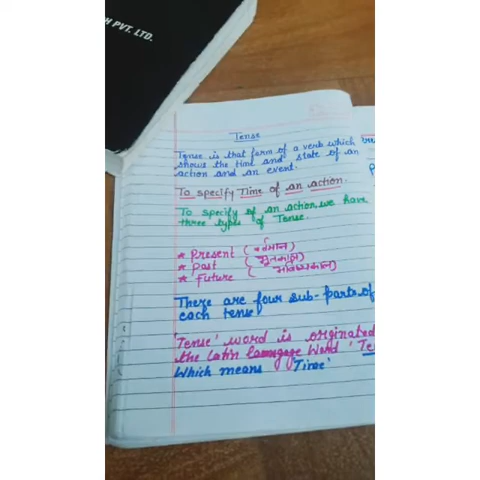 H PVT. LTD.
Tense
Tense is that form of a verb which
shows the time and state of an
action and an event.
To specify Time of an action.
To specify of an action, we have
three types of Tense.
* Present (वर्तमान)
* Past (भूतकाल)
* Future (भविष्यकाल)
There are four sub-parts of
each tense
'Tense' word is originated
the Latin word 'Te
Which means 'Time'